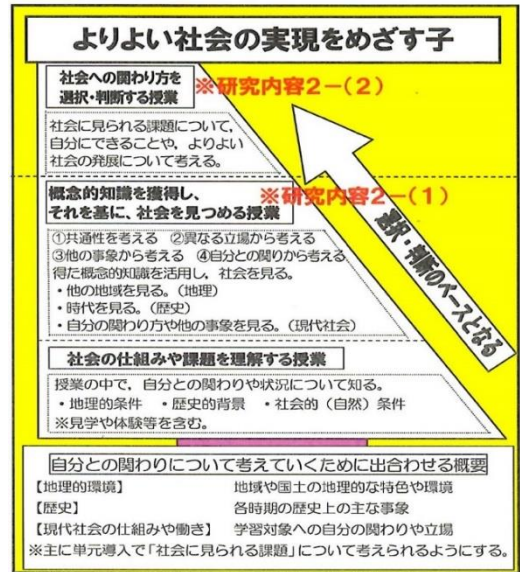 よりよい社会の実現をめざす子
社会への関わり方を
選択・判断する授業
※研究内容2-(2)
社会に見られる課題について,
自分にできることや,よりよい
社会の発展について考える。
概念的知識を獲得し,
それを基に、社会を見つめる授業
※研究内容2-(1)
①共通性を考える ②異なる立場から考える
③他の事象から考える ④自分との関りから考える
得た概念的知識を活用し,社会を見る。
・他の地域を見る。(地理)
・時代を見る。(歴史)
・自分の関わり方や他の事象を見る。(現代社会)
選択・判断のベースとなる
社会の仕組みや課題を理解する授業
授業の中で,自分との関わりや状況について知る。
・地理的条件 ・歴史的背景 ・社会的(自然)条件
※見学や体験等を含む。
自分との関わりについて考えていくために出合わせる概要
【地理的環境】 地域や国土の地理的な特色や環境
【歴史】 各時期の歴史上の主な事象
【現代社会の仕組みや働き】 学習対象への自分の関わりや立場
※主に単元導入で「社会に見られる課題」について考えられるようにする。